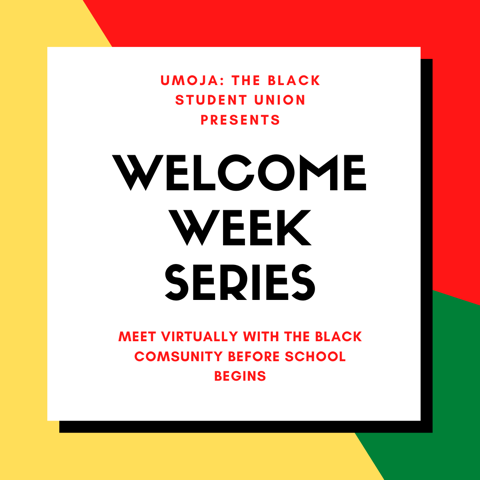 UMOJA: THE BLACK
STUDENT UNION
PRESENTS
WELCOME
WEEK
SERIES
MEET VIRTUALLY WITH THE BLACK
COMSUNITY BEFORE SCHOOL
BEGINS